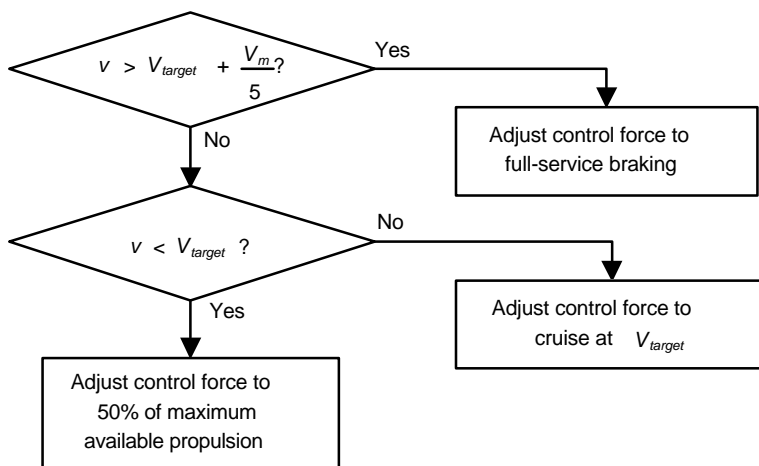 v > V_target + V_m/5 ?
Yes
Adjust control force to
full-service braking
No
v < V_target ?
No
Adjust control force to
cruise at V_target
Yes
Adjust control force to
50% of maximum
available propulsion